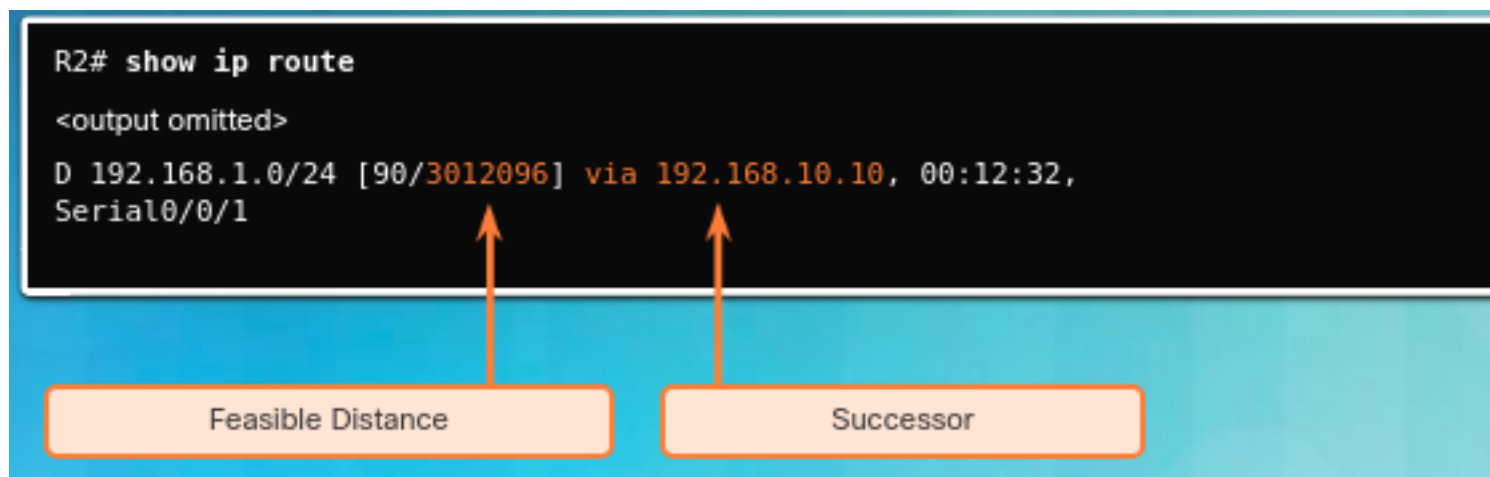 R2# show ip route
<output omitted>
D 192.168.1.0/24 [90/3012096] via 192.168.10.10, 00:12:32,
Serial0/0/1
Feasible Distance
Successor